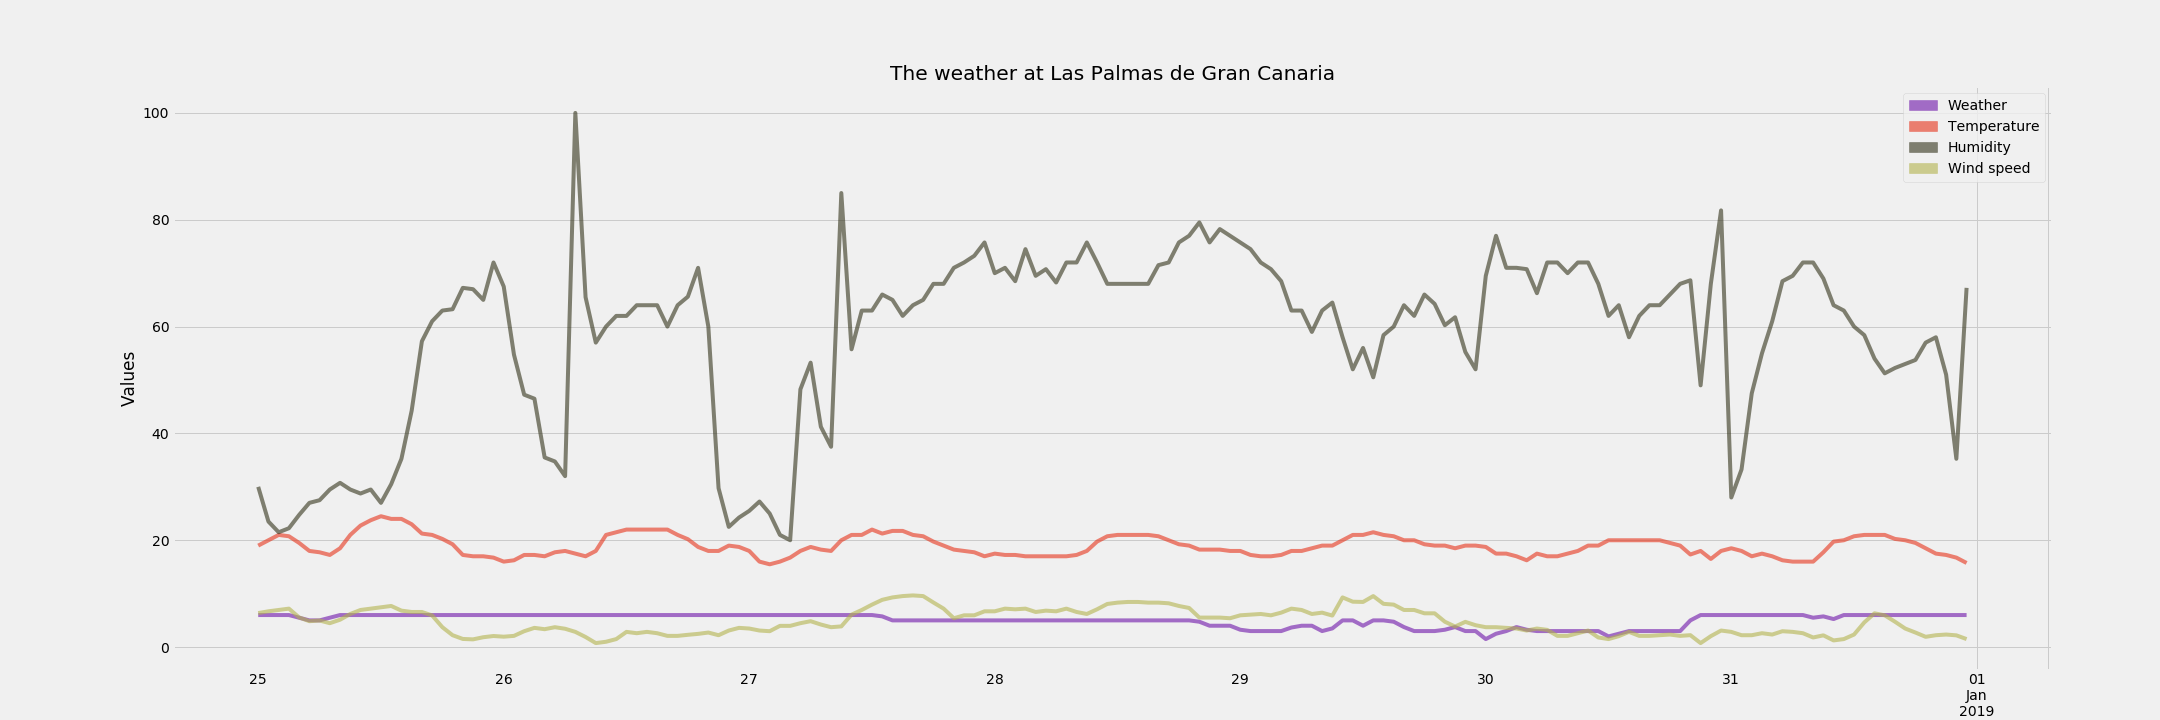 The weather at Las Palmas de Gran Canaria
Weather
Temperature
Humidity
Wind speed
Values
100
80
60
40
20
0
25 26 27 28 29 30 31 01
Jan
2019